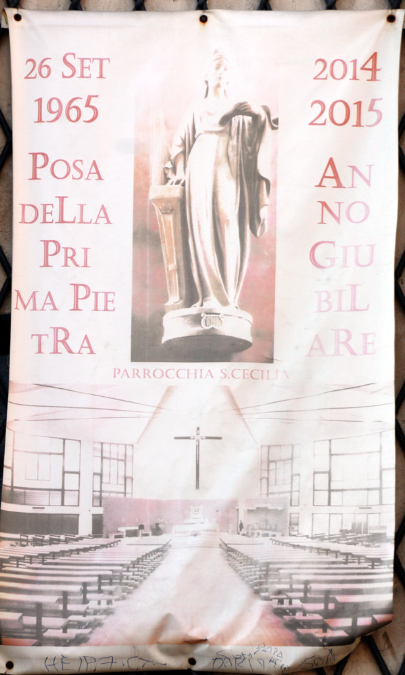 26 SET
1965
POSA
DELLA
PRI
MA PIE
TRA
2014
2015
AN
NO
GIU
BIL
ARE
PARROCCHIA S.CECILIA